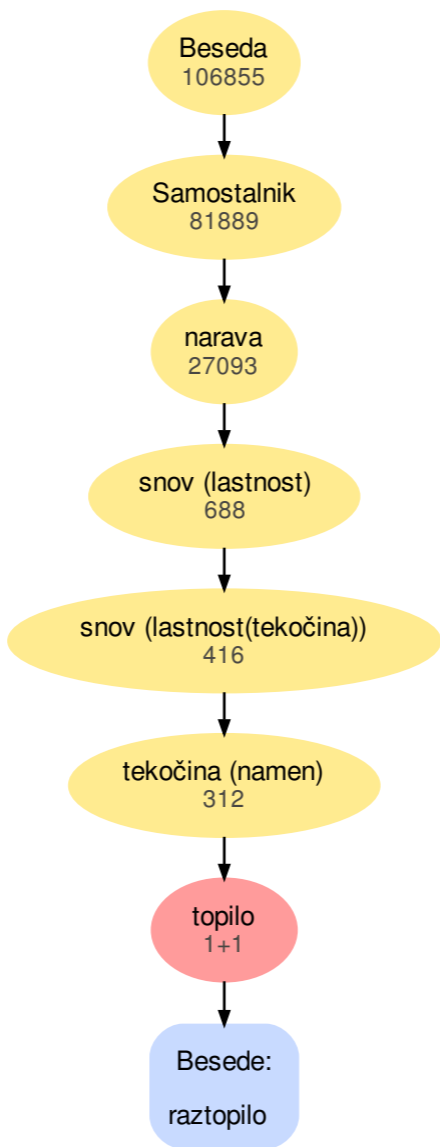 Beseda
106855
Samostalnik
81889
narava
27093
snov (lastnost)
688
snov (lastnost(tekočina))
416
tekočina (namen)
312
topilo
1+1
Besede:
raztopilo